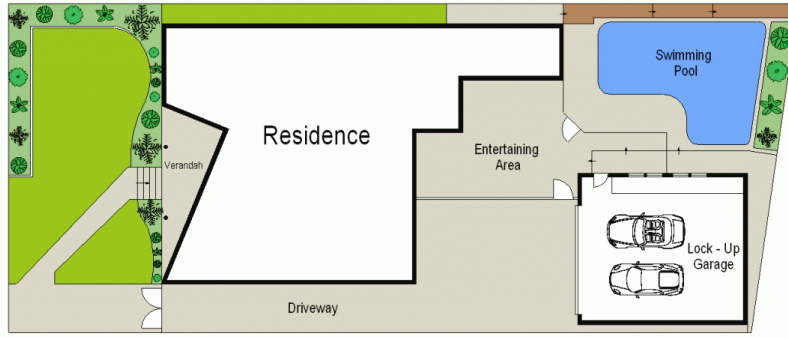 Swimming
Pool
Residence
Entertaining
Area
Verandah
Lock - Up
Garage
Driveway